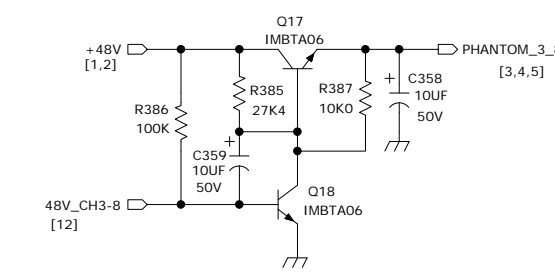 Q17
IMBTA06
+48V
[1,2]
PHANTOM_3_8
[3,4,5]
R385
27K4
R387
10K0
+
C358
10UF
50V
R386
100K
+
C359
10UF
50V
Q18
IMBTA06
48V_CH3-8
[12]